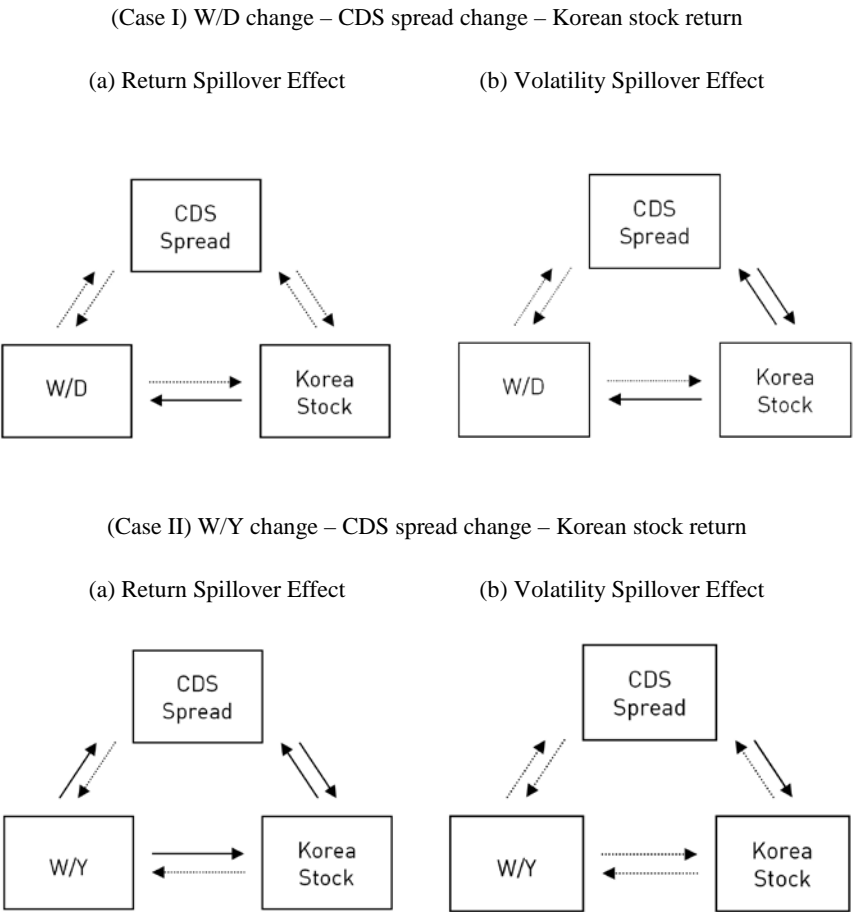 (Case I) W/D change – CDS spread change – Korean stock return
(a) Return Spillover Effect
(b) Volatility Spillover Effect
CDS
Spread
W/D
Korea
Stock
CDS
Spread
W/D
Korea
Stock
(Case II) W/Y change – CDS spread change – Korean stock return
(a) Return Spillover Effect
(b) Volatility Spillover Effect
CDS
Spread
W/Y
Korea
Stock
CDS
Spread
W/Y
Korea
Stock